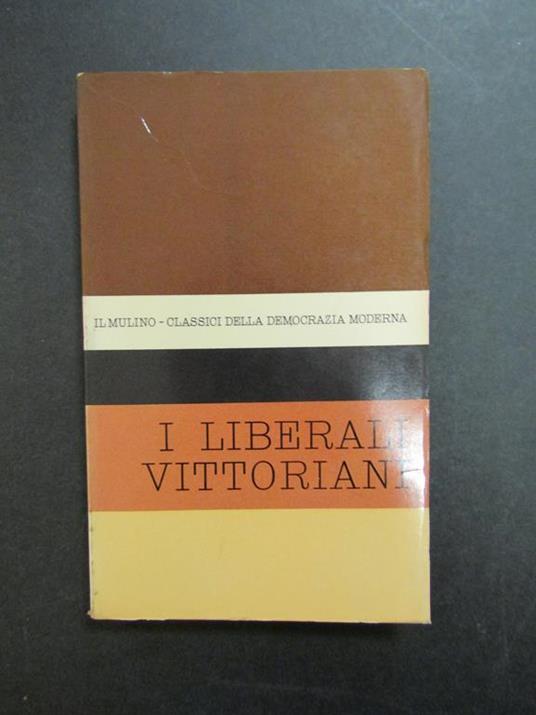 IL MULINO - CLASSICI DELLA DEMOCRAZIA MODERNA
I LIBERALI
VITTORIANI